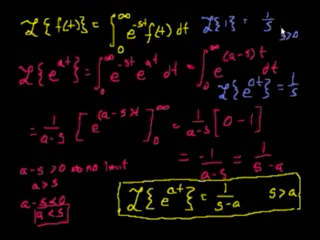 ℒ{f(t)} = ∫₀^∞ e^{-st} f(t) dt
ℒ{1} = 1/s  s>0
ℒ{e^{at}} = ∫₀^∞ e^{-st} e^{at} dt = ∫₀^∞ e^{(a-s)t} dt
ℒ{e^{0t}} = 1/s
= 1/(a-s) [e^{(a-s)t}]₀^∞ = 1/(a-s) [0-1]
a-s>0 no limit
a>s
a-s<0
a<s
= -1/(a-s) = 1/(s-a)
ℒ{e^{at}} = 1/(s-a)  s>a